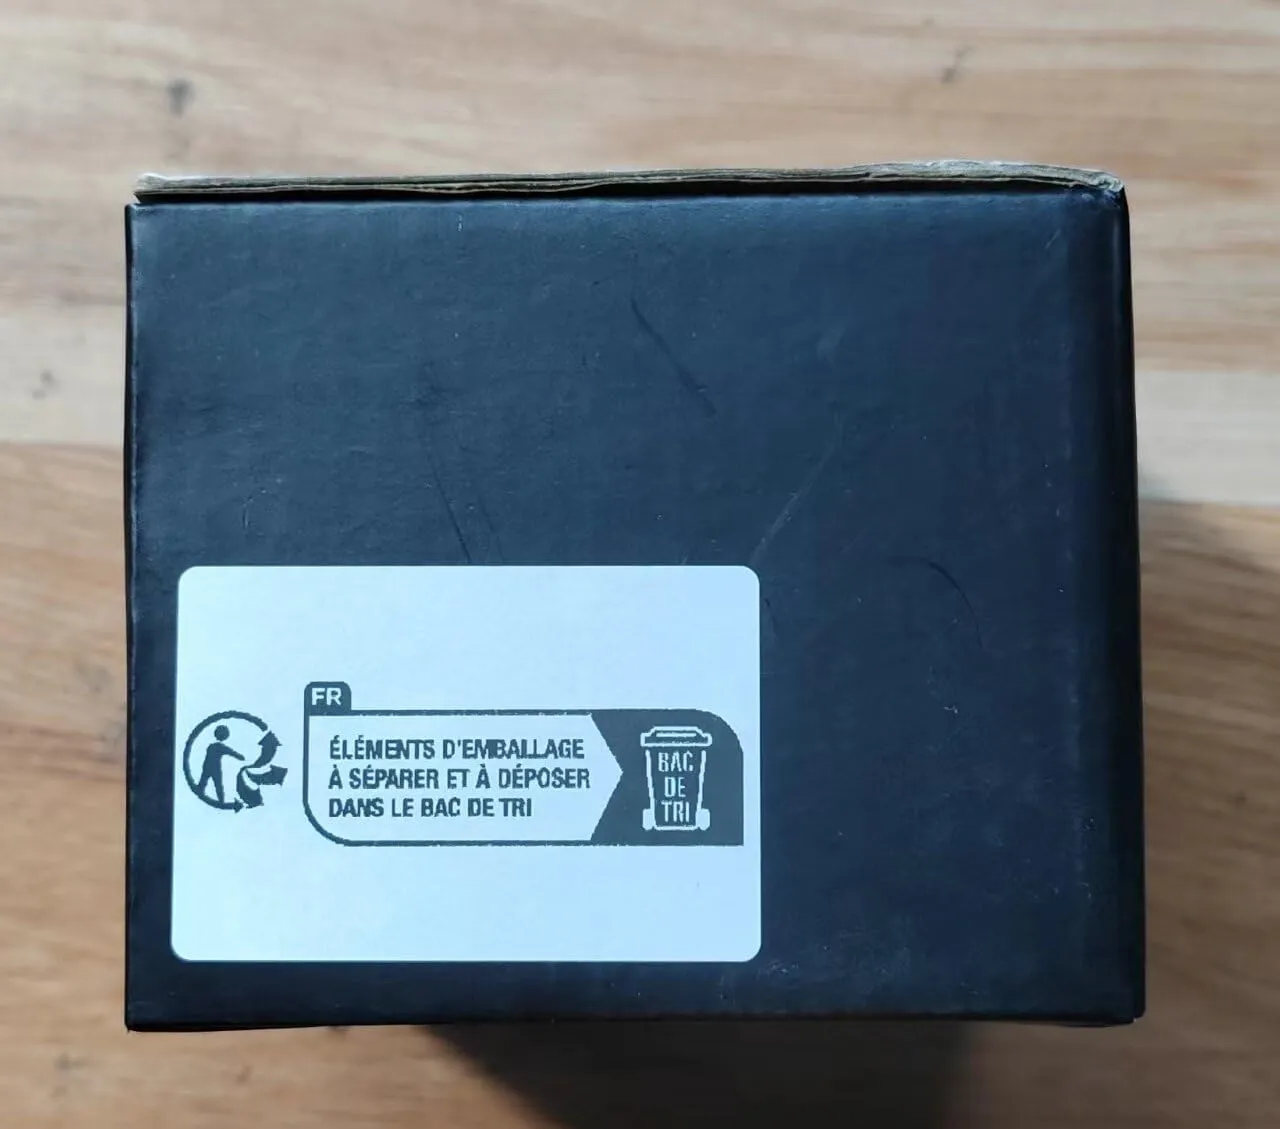 FR
ÉLÉMENTS D'EMBALLAGE
À SÉPARER ET À DÉPOSER
DANS LE BAC DE TRI
BAC
DE
TRI